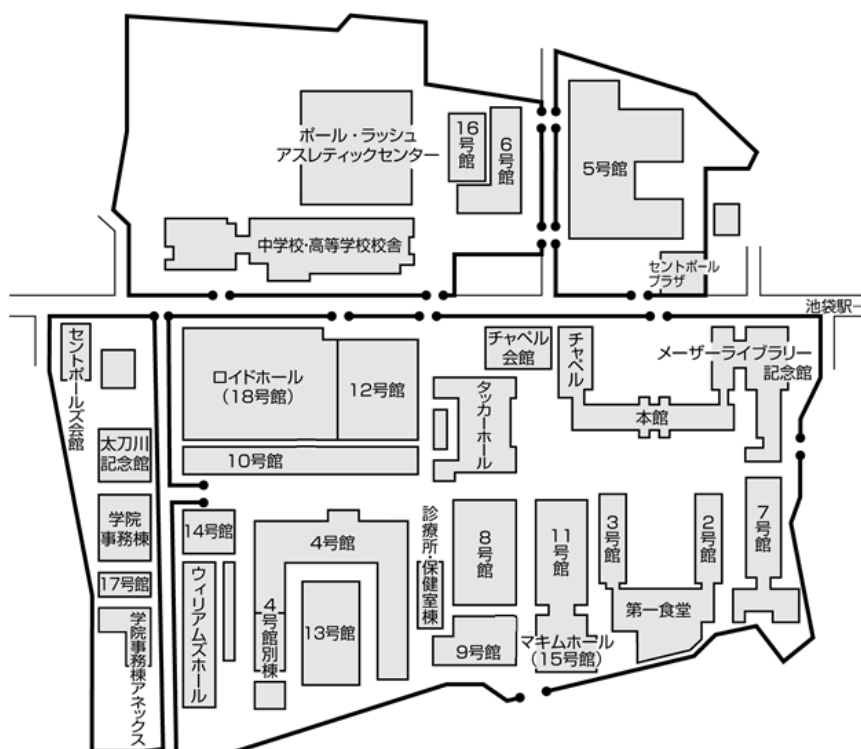 ポール・ラッシュ
アスレティックセンター
16号館
6号館
5号館
中学校・高等学校校舎
セントポール
プラザ
池袋駅
セントポールズ会館
ロイドホール
（18号館）
12号館
チャペル
会館
チャペル
メーザーライブラリー
記念館
本館
タッカーホール
太刀川
記念館
10号館
学院
事務棟
14号館
4号館
診療所・保健室棟
8号館
11号館
3号館
2号館
7号館
17号館
ウィリアムズホール
4号館別棟
13号館
9号館
マキムホール
（15号館）
第一食堂
学院事務棟アネックス